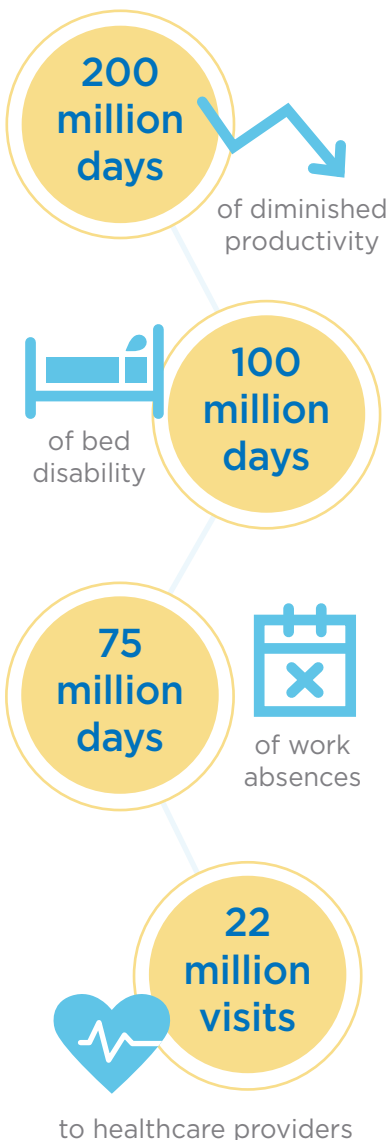 200
million
days
of diminished
productivity
100
million
days
of bed
disability
75
million
days
of work
absences
22
million
visits
to healthcare providers